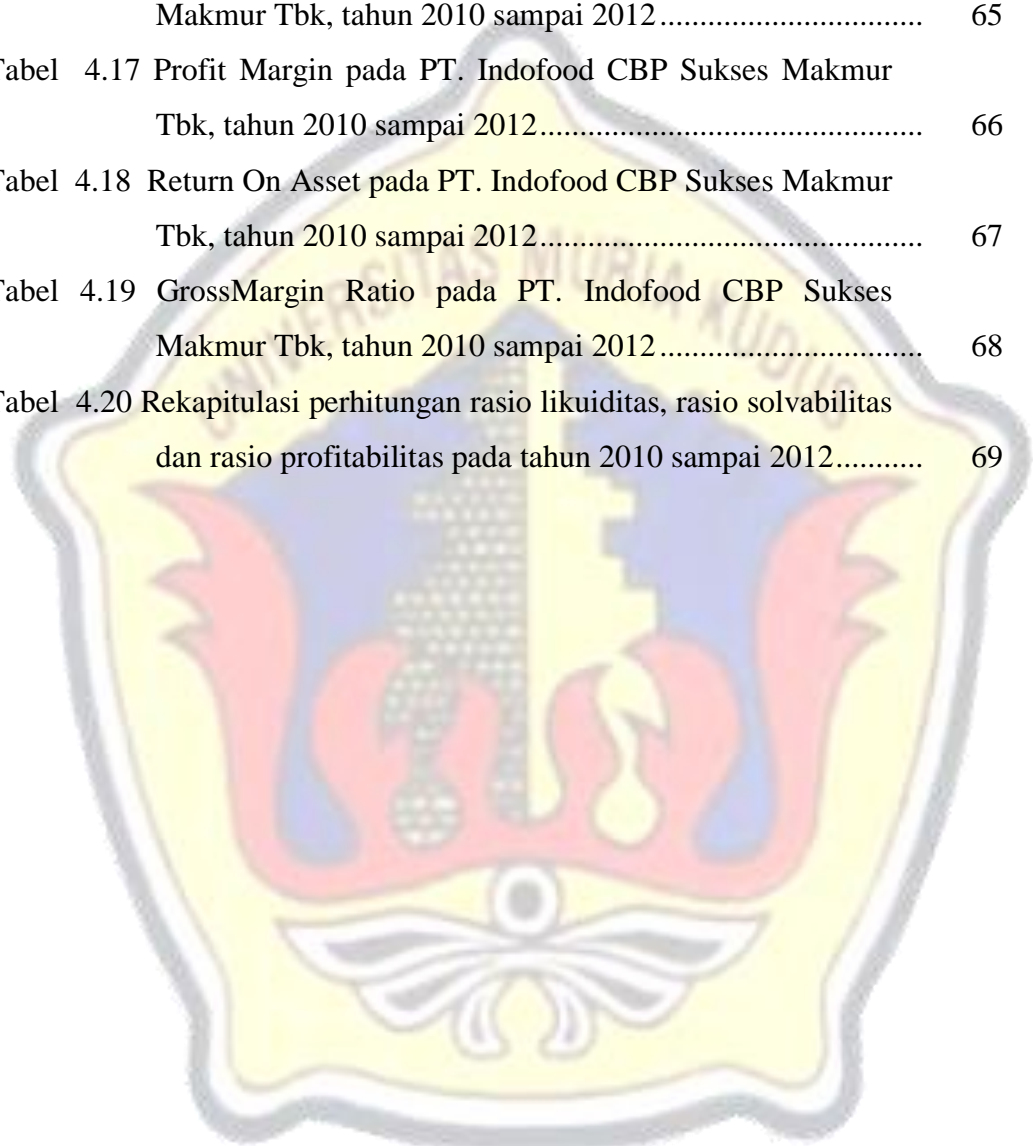 Makmur Tbk, tahun 2010 sampai 2012............................... 65
Tabel 4.17 Profit Margin pada PT. Indofood CBP Sukses Makmur
Tbk, tahun 2010 sampai 2012.............................................. 66
Tabel 4.18 Return On Asset pada PT. Indofood CBP Sukses Makmur
Tbk, tahun 2010 sampai 2012.............................................. 67
Tabel 4.19 GrossMargin Ratio pada PT. Indofood CBP Sukses
Makmur Tbk, tahun 2010 sampai 2012............................... 68
Tabel 4.20 Rekapitulasi perhitungan rasio likuiditas, rasio solvabilitas
dan rasio profitabilitas pada tahun 2010 sampai 2012........... 69
UNIVERSITAS MURIA KUDUS